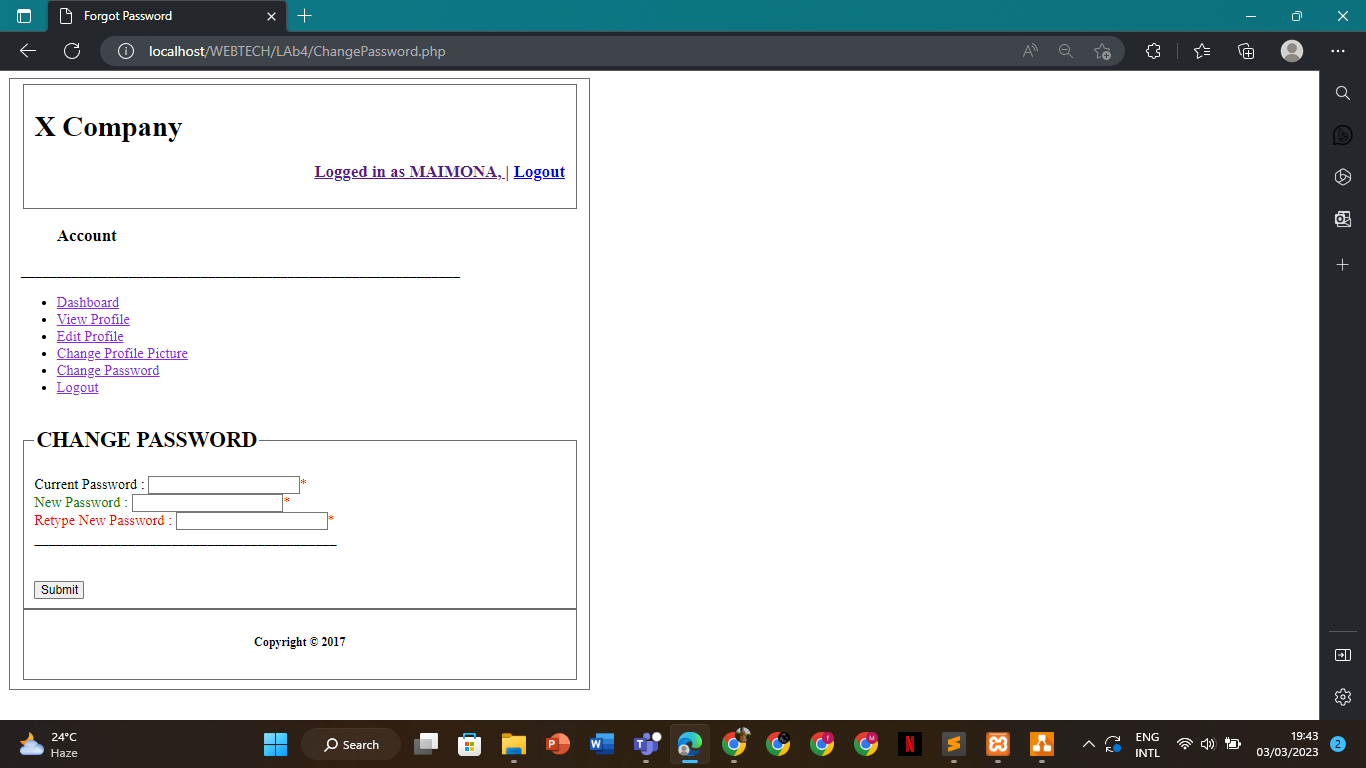 Forgot Password
localhost/WEBTECH/LAb4/ChangePassword.php
X Company
Logged in as MAIMONA, | Logout
Account
Dashboard
View Profile
Edit Profile
Change Profile Picture
Change Password
Logout
CHANGE PASSWORD
Current Password : *
New Password : *
Retype New Password : *
Submit
Copyright © 2017
24°C
Haze
Search
ENG
INTL
19:43
03/03/2023
2